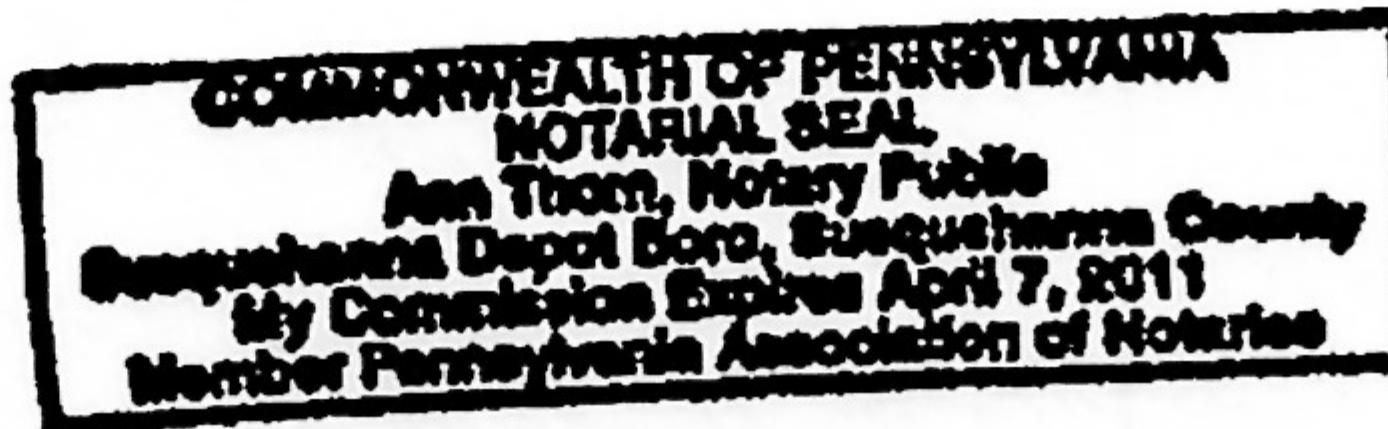 COMMONWEALTH OF PENNSYLVANIA
NOTARIAL SEAL
Ann Thorn, Notary Public
Susquehanna Depot Boro, Susquehanna County
My Commission Expires April 7, 2011
Member Pennsylvania Association of Notaries